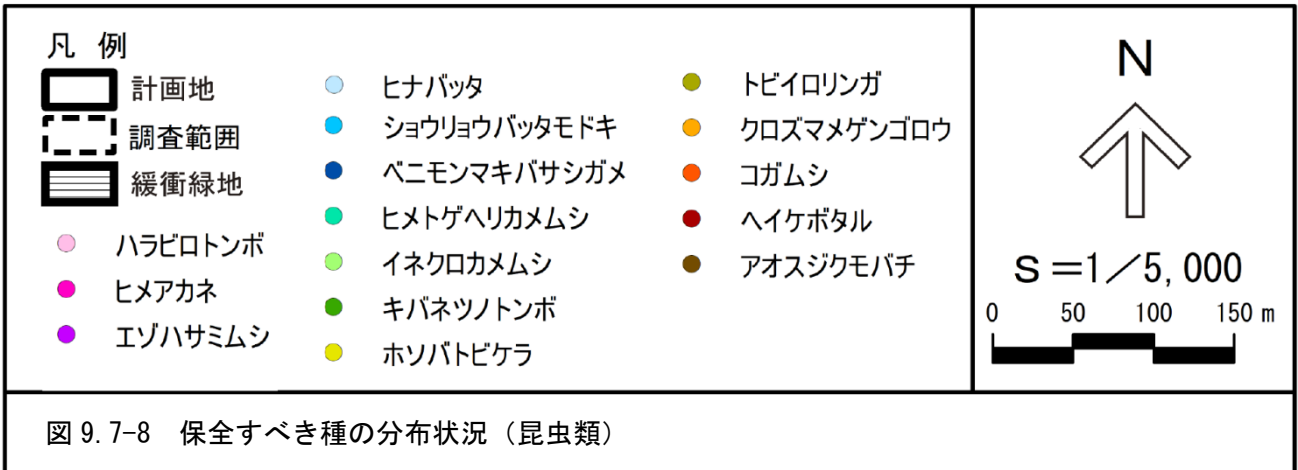 凡 例
計画地
調査範囲
緩衝緑地
ハラビロトンボ
ヒメアカネ
エゾハサミムシ
ヒナバッタ
ショウリョウバッタモドキ
ベニモンマキバサシガメ
ヒメトゲヘリカメムシ
イネクロカメムシ
キバネツノトンボ
ホソバトビケラ
トビイロリンガ
クロズマメゲンゴロウ
コガムシ
ヘイケボタル
アオスジクモバチ
N
S=1/5,000
0 50 100 150 m
図 9.7-8 保全すべき種の分布状況(昆虫類)